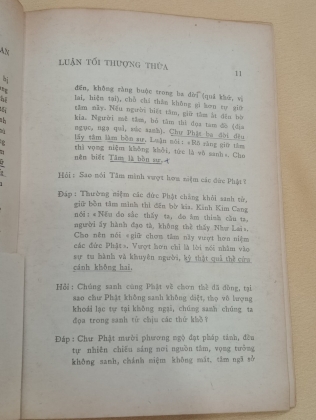 LUẬN TỐI THƯỢNG THỪA
11
đến, không ràng buộc trong ba đời (quá khứ, vị
lai, hiện tại), chỗ chí thân không gì hơn sự giữ
tâm này. Nếu người biết tâm, giữ tâm ắt đến bờ
kia. Người mê tâm, bỏ tâm thì đọa tam đồ (địa
ngục, ngạ quỉ, súc sanh). Chư Phật ba đời đều
lấy tâm làm bổn sư. Luận nói: «Rõ ràng giữ tâm
thì vọng niệm không khởi, tức là vô sanh». Cho
nên biết Tâm là bổn sư.
Hỏi: Sao nói Tâm mình vượt hơn niệm các đức Phật?
Đáp: Thường niệm các đức Phật chẳng khỏi sanh tử,
giữ bổn tâm mình thì đến bờ kia. Kinh Kim Cang
nói: «Nếu do sắc thấy ta, do âm thinh cầu ta,
người ấy hành đạo tà, không thể thấy Như Lai».
Cho nên nói «giữ chơn tâm này vượt hơn niệm
các đức Phật». Vượt hơn chỉ là lời nói nhằm vào
sự tu hành và khuyên người, kỳ thật quả thể cứu
cánh không hai.
Hỏi: Chúng sanh cùng Phật về chơn thể đã đồng, tại
sao chư Phật không sanh không diệt, thọ vô lượng
khoái lạc tự tại không ngại, chúng sanh chúng ta
đọa trong sanh tử chịu các thứ khổ?
Đáp: Chư Phật mười phương ngộ đạt pháp tánh, đều
tự nhiên chiếu sáng nơi nguồn tâm, vọng tưởng
không sanh, chánh niệm không mất, tâm ngã sở